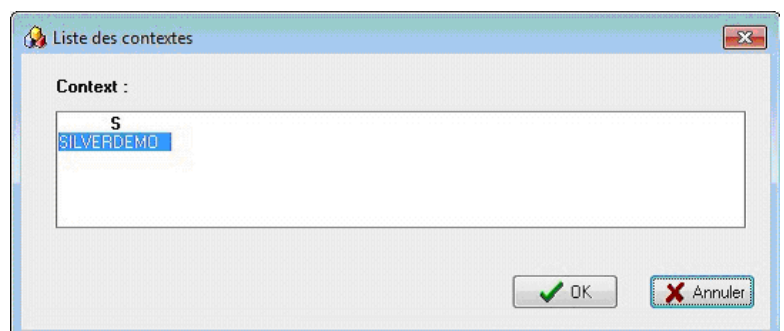 Liste des contextes
Context :
S
SILVERDEMO
OK
Annuler